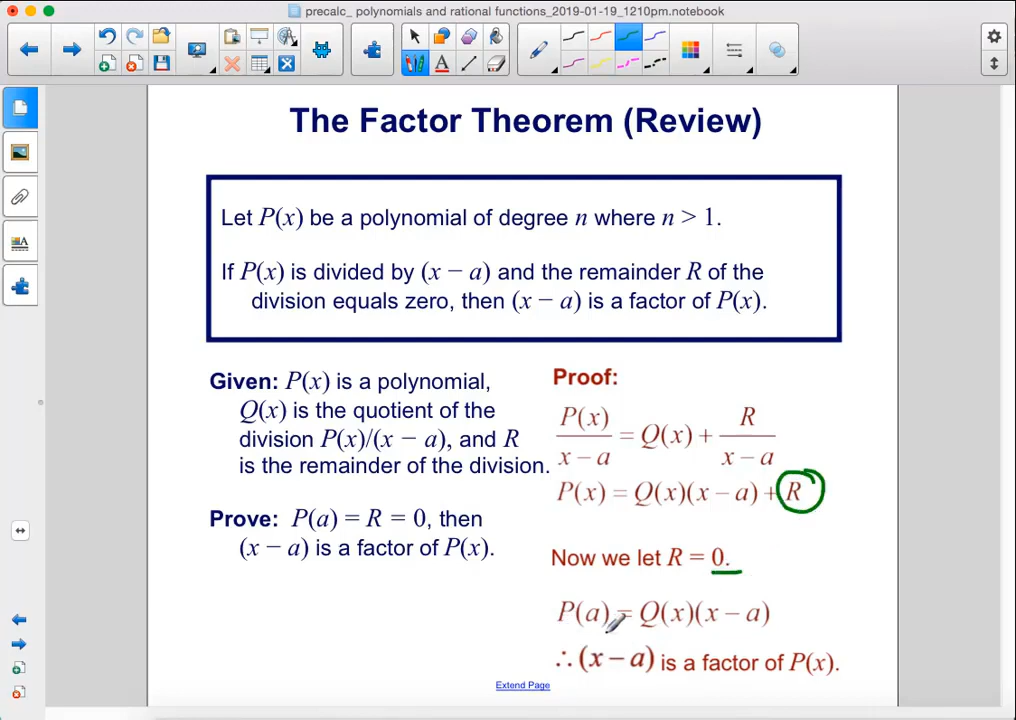 precalc_ polynomials and rational functions_2019-01-19_1210pm.notebook
The Factor Theorem (Review)
Let P(x) be a polynomial of degree n where n > 1.
If P(x) is divided by (x − a) and the remainder R of the
division equals zero, then (x − a) is a factor of P(x).
Given: P(x) is a polynomial,
Q(x) is the quotient of the
division P(x)/(x − a), and R
is the remainder of the division.
Prove: P(a) = R = 0, then
(x − a) is a factor of P(x).
Proof:
P(x)/(x − a) = Q(x) + R/(x − a)
P(x) = Q(x)(x − a) + R
Now we let R = 0.
P(a) = Q(x)(x − a)
∴ (x − a) is a factor of P(x).
Extend Page